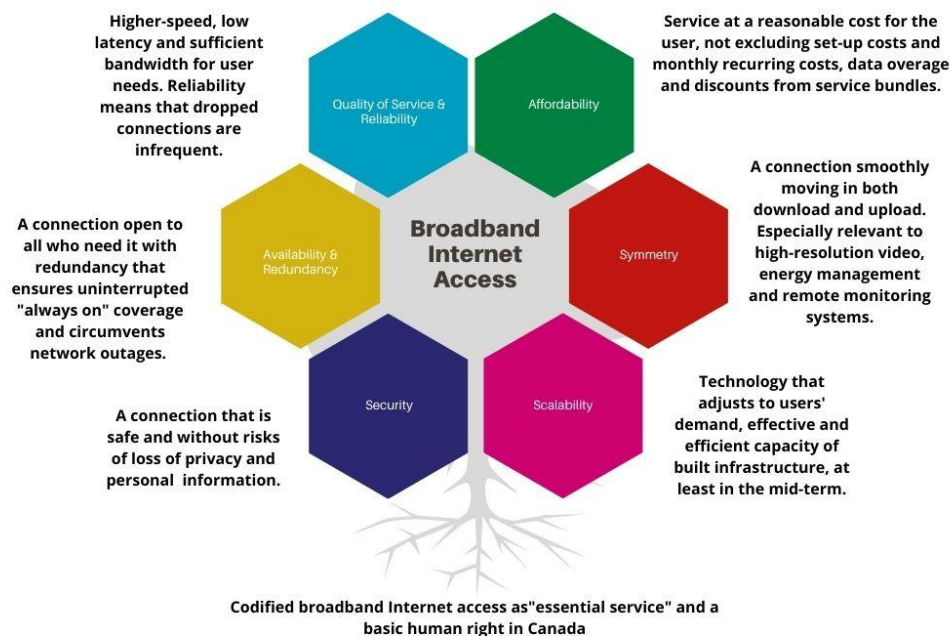 Higher-speed, low
latency and sufficient
bandwidth for user
needs. Reliability
means that dropped
connections are
infrequent.
Quality of Service &
Reliability
Affordability
Service at a reasonable cost for the
user, not excluding set-up costs and
monthly recurring costs, data overage
and discounts from service bundles.
A connection open to
all who need it with
redundancy that
ensures uninterrupted
"always on" coverage
and circumvents
network outages.
Availability &
Redundancy
Broadband
Internet
Access
Symmetry
A connection smoothly
moving in both
download and upload.
Especially relevant to
high-resolution video,
energy management
and remote monitoring
systems.
A connection that is
safe and without risks
of loss of privacy and
personal information.
Security
Scalability
Technology that
adjusts to users'
demand, effective and
efficient capacity of
built infrastructure, at
least in the mid-term.
Codified broadband Internet access as"essential service" and a
basic human right in Canada